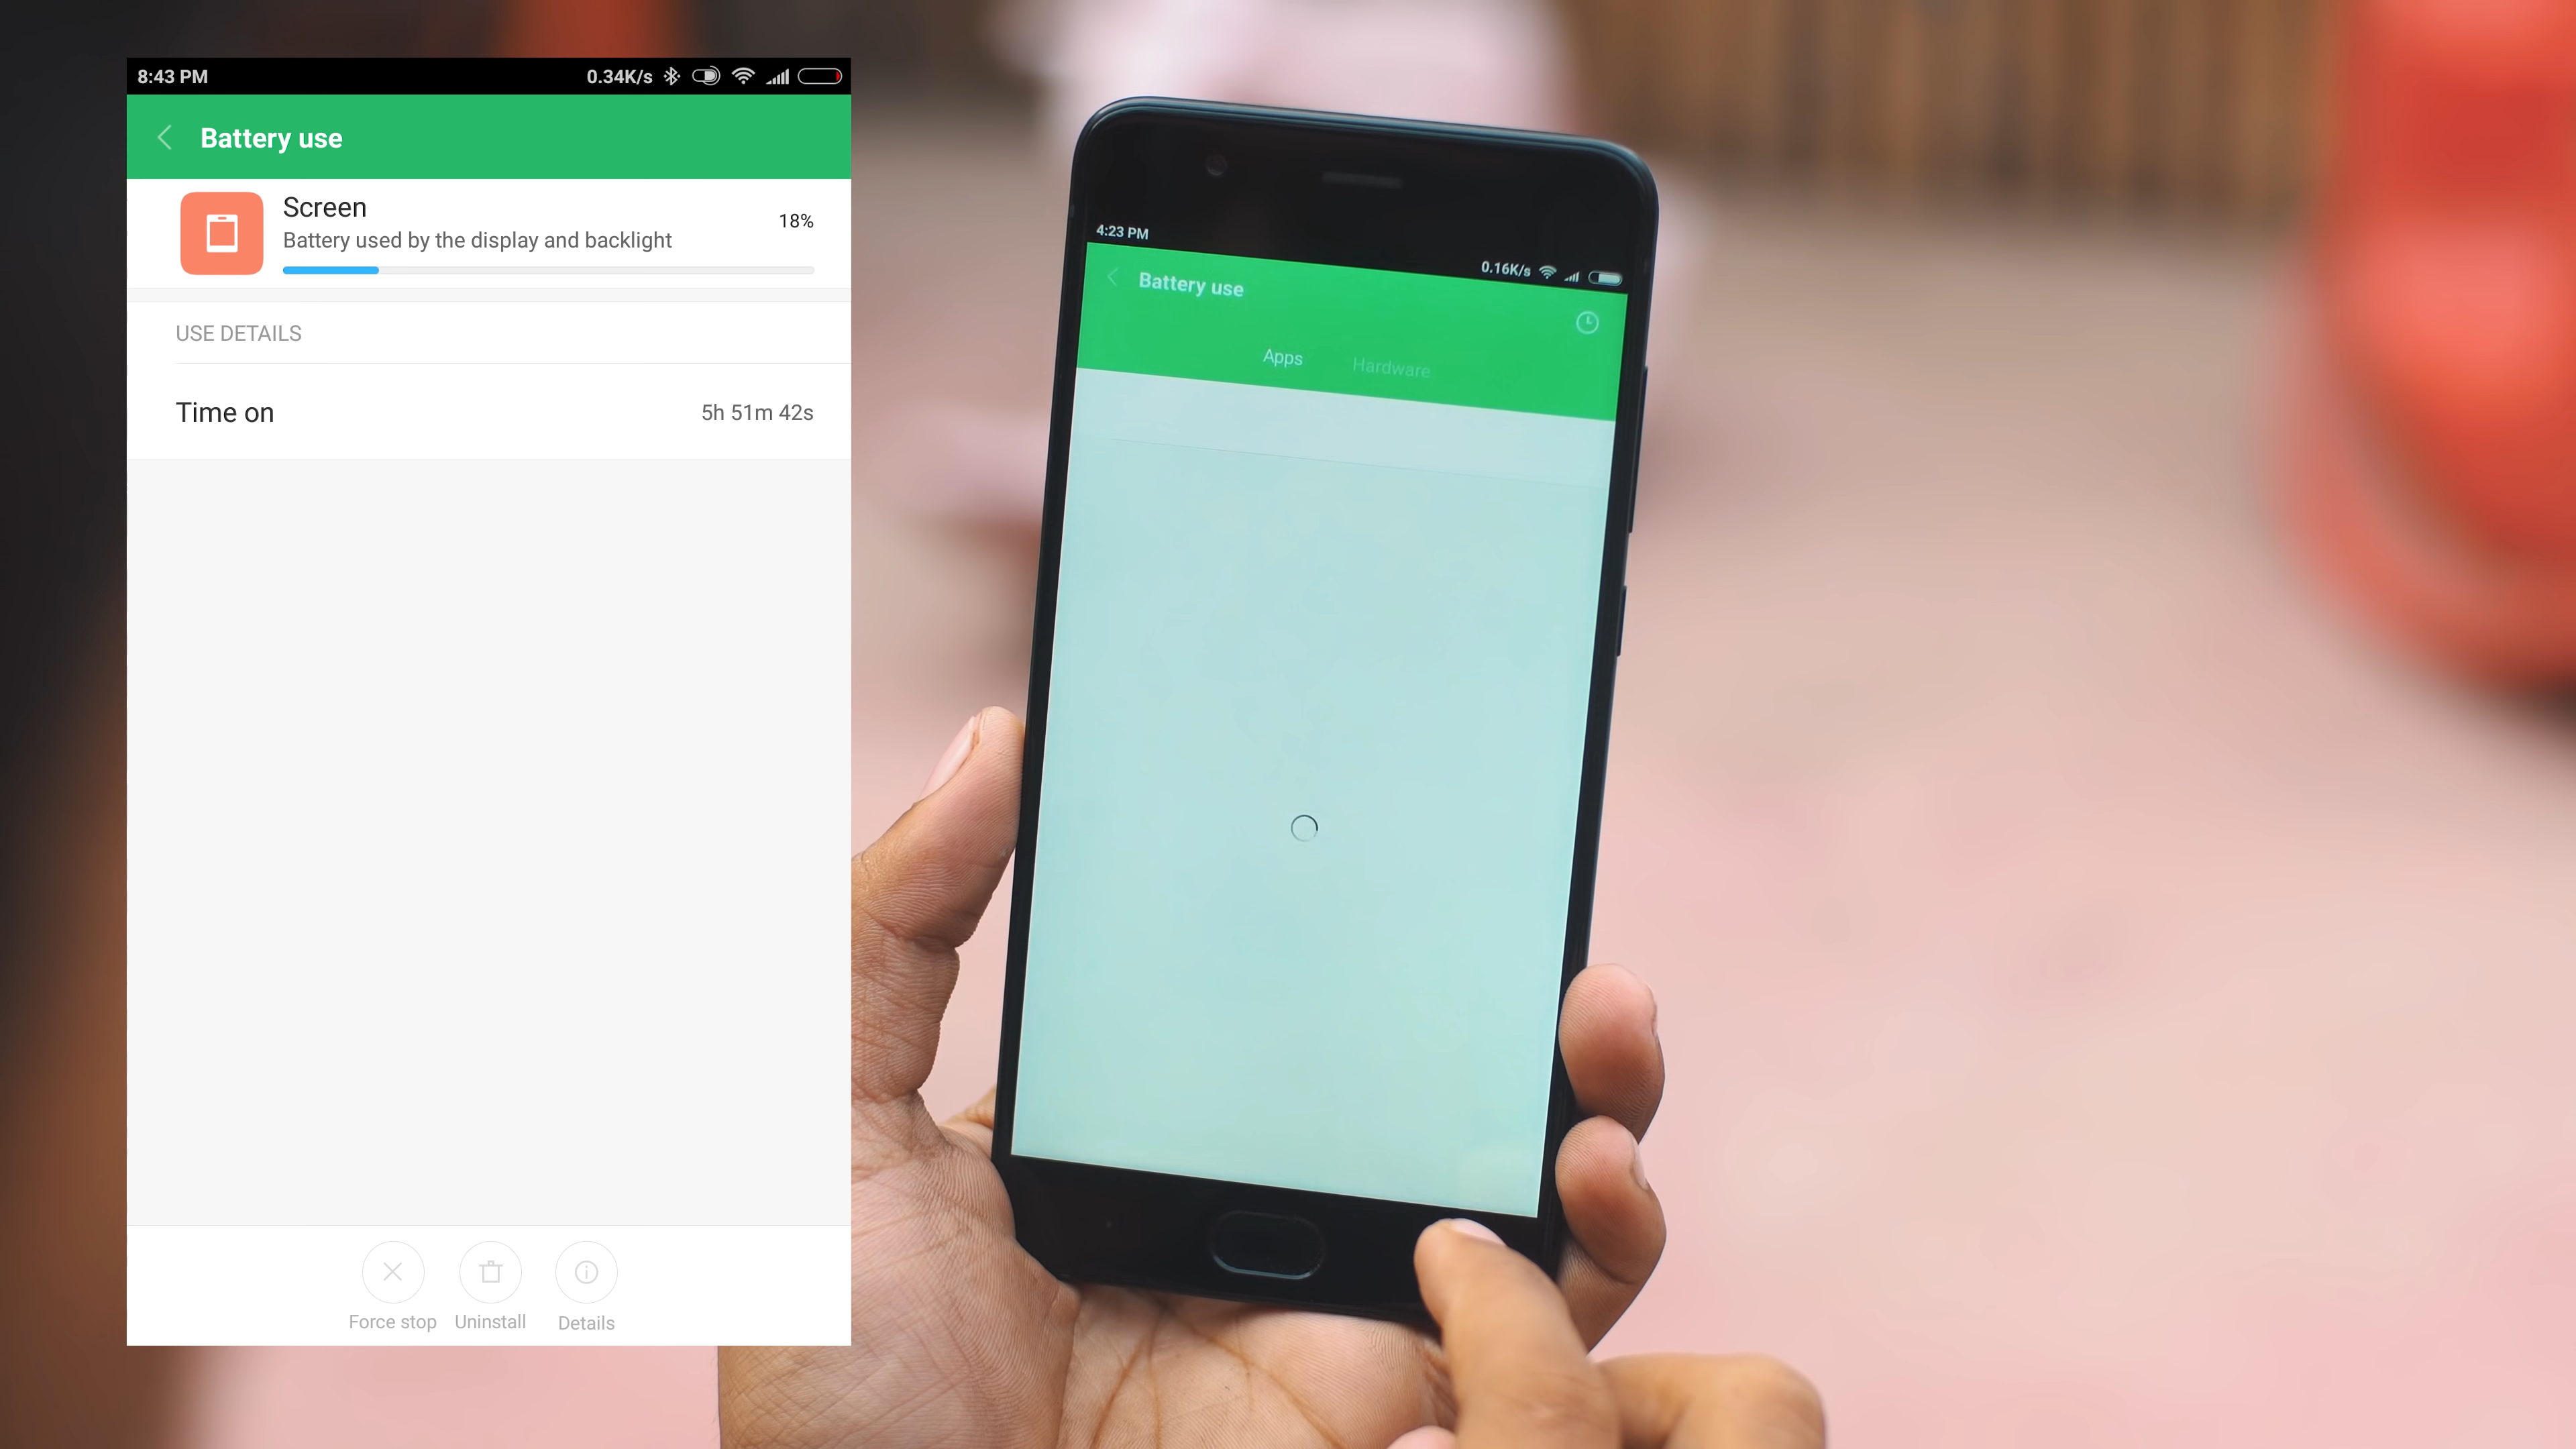 8:43 PM 0.34K/s
Battery use
Screen
18%
Battery used by the display and backlight
USE DETAILS
Time on 5h 51m 42s
Force stop Uninstall Details
4:23 PM
0.16K/s
Battery use
Apps Hardware